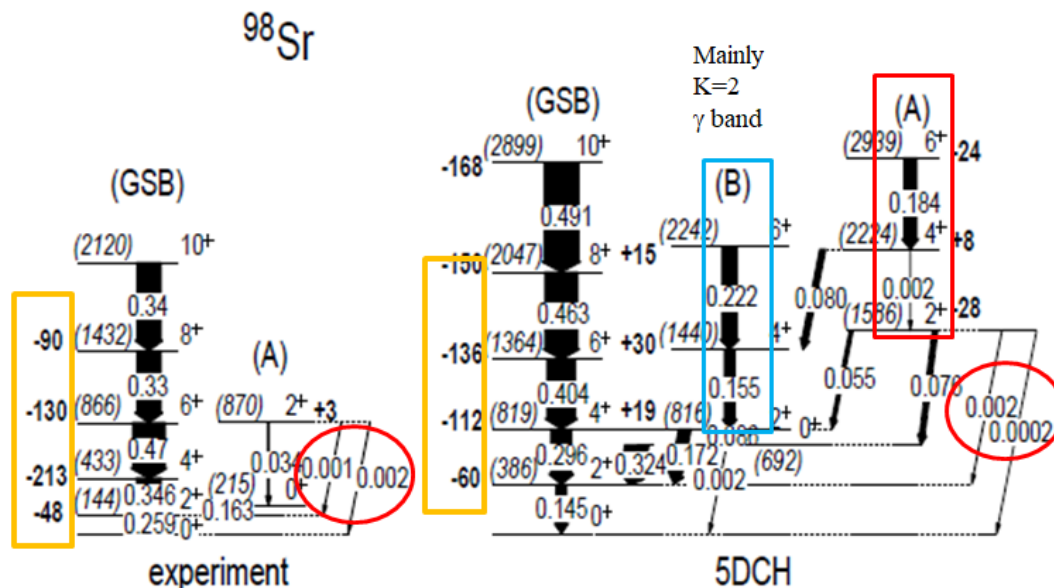 ⁹⁸Sr
Mainly
K=2
γ band
(GSB)
(2120) 10⁺
0.34
-90 (1432) 8⁺
0.33
(A)
-130 (866) 6⁺
(870) 2⁺ +3
0.47
-213 (433) 4⁺
0.034
0.001
0.002
0.346
(215) 0⁺
-48 (144) 2⁺
0.163
0.259 0⁺
experiment
(GSB)
-168 (2899) 10⁺
0.491
-150 (2047) 8⁺
0.463
-136 (1364) 6⁺
0.404
-112 (819) 4⁺
0.296
-60 (386) 2⁺
0.145 0⁺
(B)
+15 (2242) 6⁺
0.222
+30 (1440) 4⁺
0.155
+19 (816) 2⁺
0⁺
0.086
0.324 0.172 (692)
0.002
(A)
(2939) 6⁺ -24
0.184
(2224) 4⁺ +8
0.080
0.002
(1586) 2⁺ -28
0.055
0.076
0.002
0.0002
5DCH